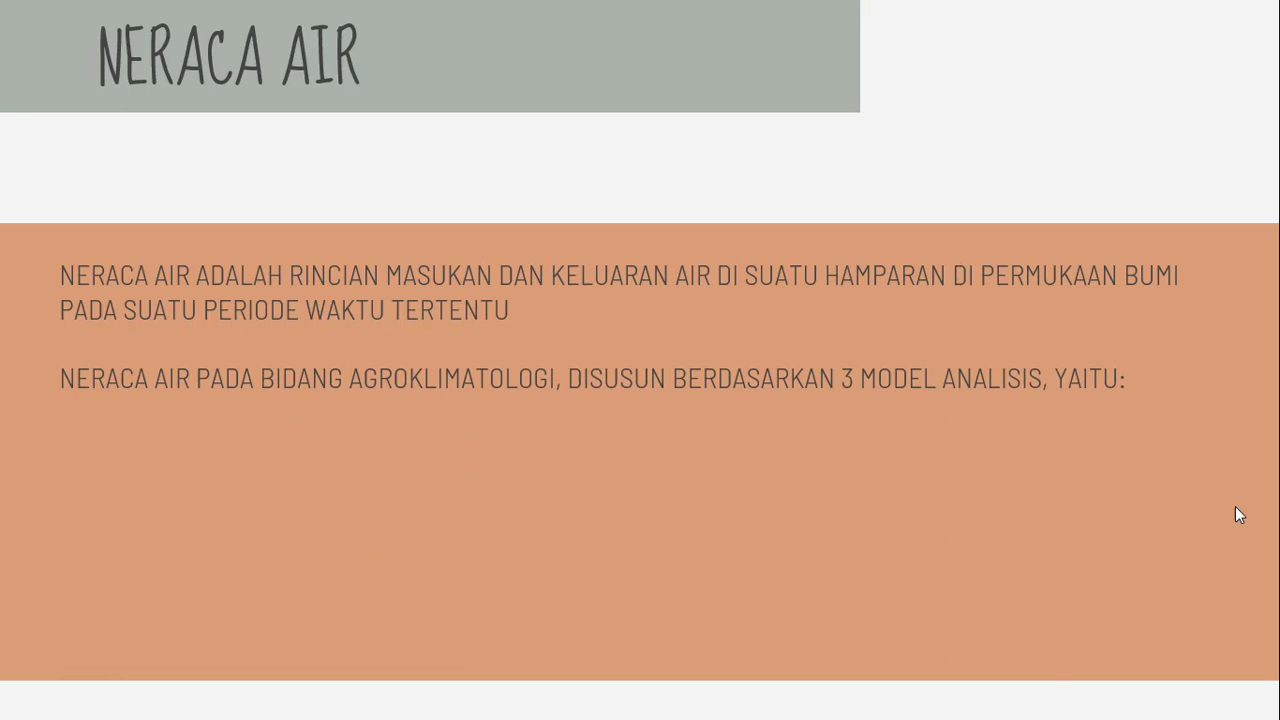 NERACA AIR
NERACA AIR ADALAH RINCIAN MASUKAN DAN KELUARAN AIR DI SUATU HAMPARAN DI PERMUKAAN BUMI
PADA SUATU PERIODE WAKTU TERTENTU
NERACA AIR PADA BIDANG AGROKLIMATOLOGI, DISUSUN BERDASARKAN 3 MODEL ANALISIS, YAITU: